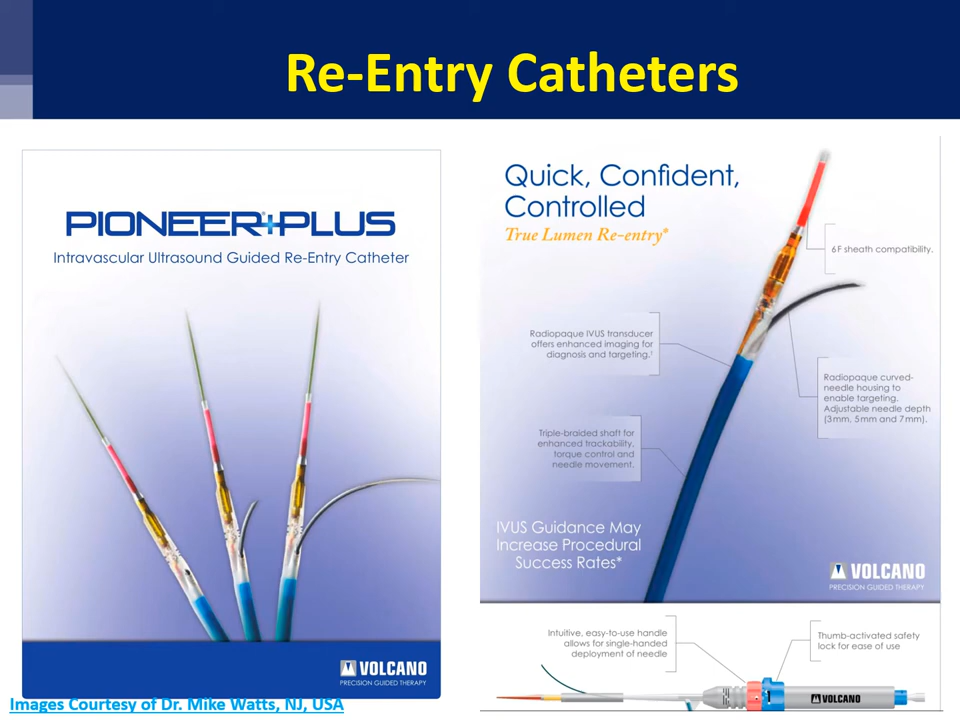 Re-Entry Catheters
PIONEER+PLUS
Intravascular Ultrasound Guided Re-Entry Catheter
VOLCANO
PRECISION GUIDED THERAPY
Images Courtesy of Dr. Mike Watts, NJ, USA
Quick, Confident,
Controlled
True Lumen Re-entry*
6F sheath compatibility.
Radiopaque IVUS transducer
offers enhanced imaging for
diagnosis and targeting.¹
Radiopaque curved-
needle housing to
enable targeting.
Adjustable needle depth
(3mm, 5mm and 7mm).
Triple-braided shaft for
enhanced trackability,
torque control and
needle movement.
IVUS Guidance May
Increase Procedural
Success Rates*
VOLCANO
PRECISION GUIDED THERAPY
Intuitive, easy-to-use handle
allows for single-handed
deployment of needle
Thumb-activated safety
lock for ease of use
VOLCANO